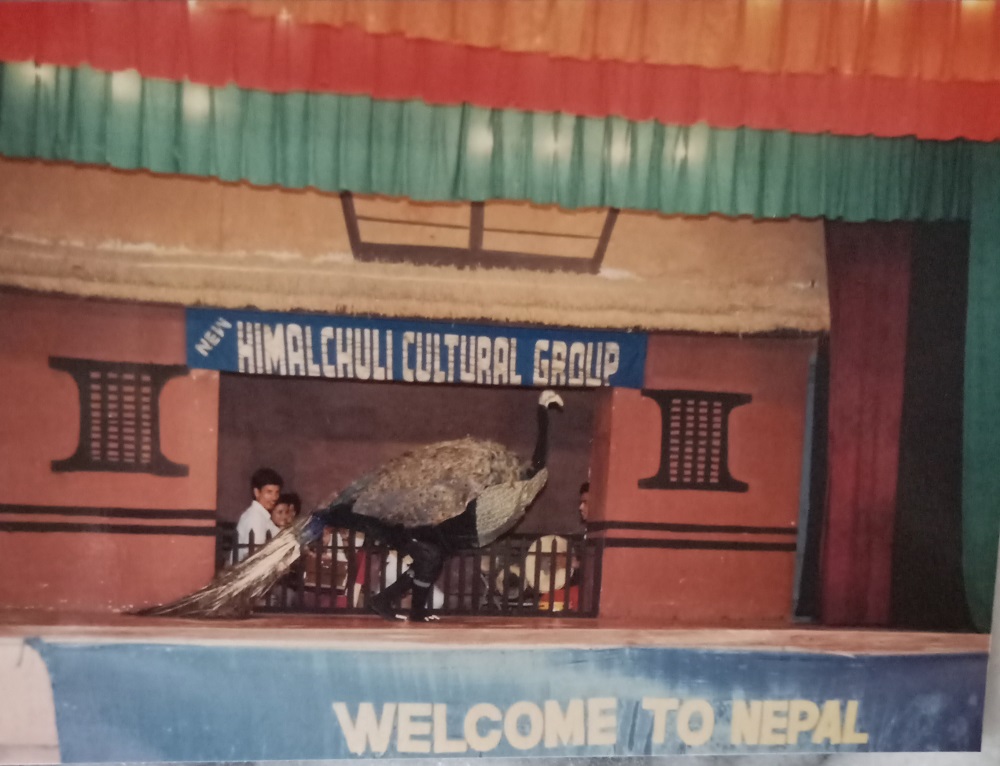 NEW HIMALCHULI CULTURAL GROUP
WELCOME TO NEPAL